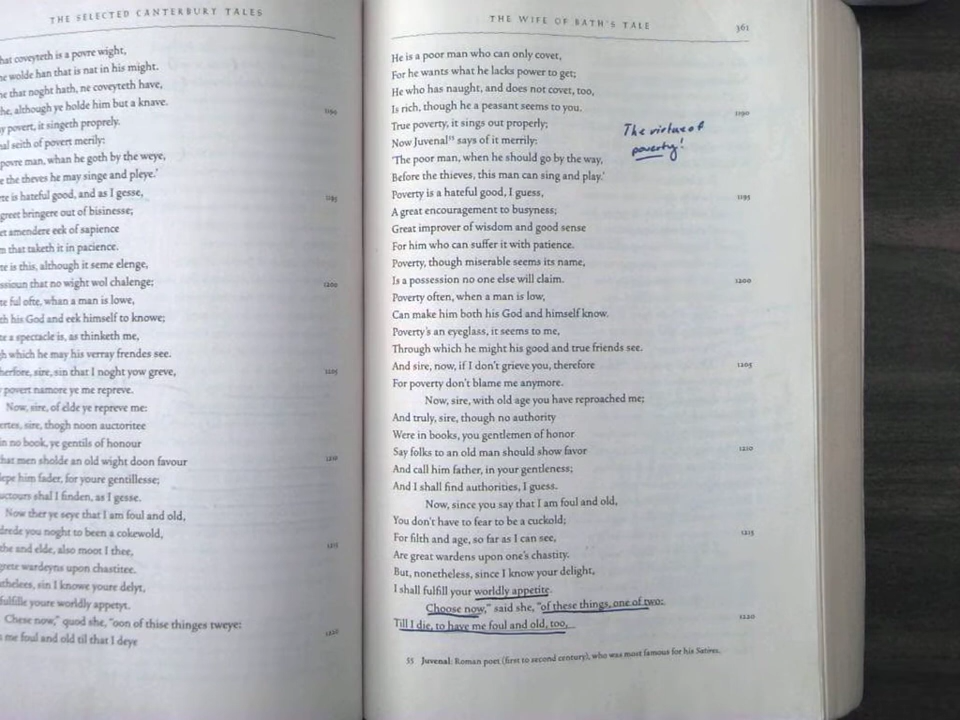 THE SELECTED CANTERBURY TALES
hat coveyteth is a povre wight,
e wolde han that is nat in his might.
e that noght hath, ne coveyteth have,
he, although ye holde him but a knave.
y povert, it singeth proprely.
1190
al seith of povert merily:
povre man, whan he goth by the weye,
e the theves he may singe and pleye.'
te is hateful good, and as I gesse,
1195
greet bringere out of bisinesse;
et amendere eek of sapience
m that taketh it in pacience.
te is this, although it seme elenge,
ssioun that no wight wol chalenge;
1200
te ful ofte, whan a man is lowe,
th his God and eek himself to knowe;
te a spectacle is, as thinketh me,
h which he may his verray frendes see.
herfore, sire, sin that I noght yow greve,
1205
povert namore ye me repreve.
Now, sire, of elde ye repreve me:
ertes, sire, thogh noon auctoritee
in no book, ye gentils of honour
hat men sholde an old wight doon favour
1210
lepe him fader, for youre gentillesse;
uctours shal I finden, as I gesse.
Now ther ye seye that I am foul and old,
drede you noght to been a cokewold,
the and elde, also moot I thee,
1215
grete wardeyns upon chastitee.
thelees, sin I knowe youre delyt,
fulfille youre worldly appetyt.
Chese now," quod she, "oon of thise thinges tweye:
1220
me foul and old til that I deye
THE WIFE OF BATH'S TALE
361
He is a poor man who can only covet,
For he wants what he lacks power to get;
He who has naught, and does not covet, too,
Is rich, though he a peasant seems to you.
True poverty, it sings out properly;
1190
Now Juvenal55 says of it merrily:
'The poor man, when he should go by the way,
Before the thieves, this man can sing and play.'
The virtue of
poverty!
Poverty is a hateful good, I guess,
1195
A great encouragement to busyness;
Great improver of wisdom and good sense
For him who can suffer it with patience.
Poverty, though miserable seems its name,
Is a possession no one else will claim.
1200
Poverty often, when a man is low,
Can make him both his God and himself know.
Poverty's an eyeglass, it seems to me,
Through which he might his good and true friends see.
And sire, now, if I don't grieve you, therefore
1205
For poverty don't blame me anymore.
Now, sire, with old age you have reproached me;
And truly, sire, though no authority
Were in books, you gentlemen of honor
Say folks to an old man should show favor
1210
And call him father, in your gentleness;
And I shall find authorities, I guess.
Now, since you say that I am foul and old,
You don't have to fear to be a cuckold;
For filth and age, so far as I can see,
1215
Are great wardens upon one's chastity.
But, nonetheless, since I know your delight,
I shall fulfill your worldly appetite.
Choose now," said she, "of these things, one of two:
Till I die, to have me foul and old, too,
1220
55 Juvenal: Roman poet (first to second century), who was most famous for his Satires.